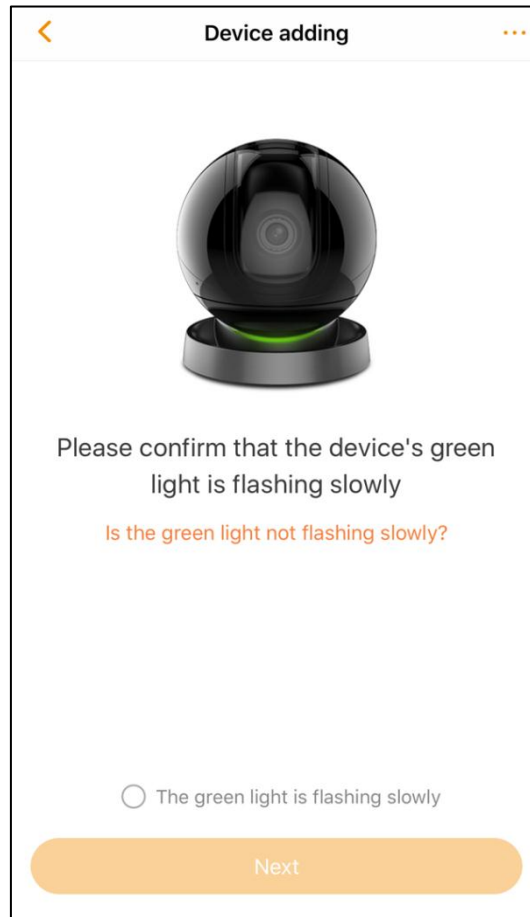 Device adding
Please confirm that the device's green
light is flashing slowly
Is the green light not flashing slowly?
The green light is flashing slowly
Next